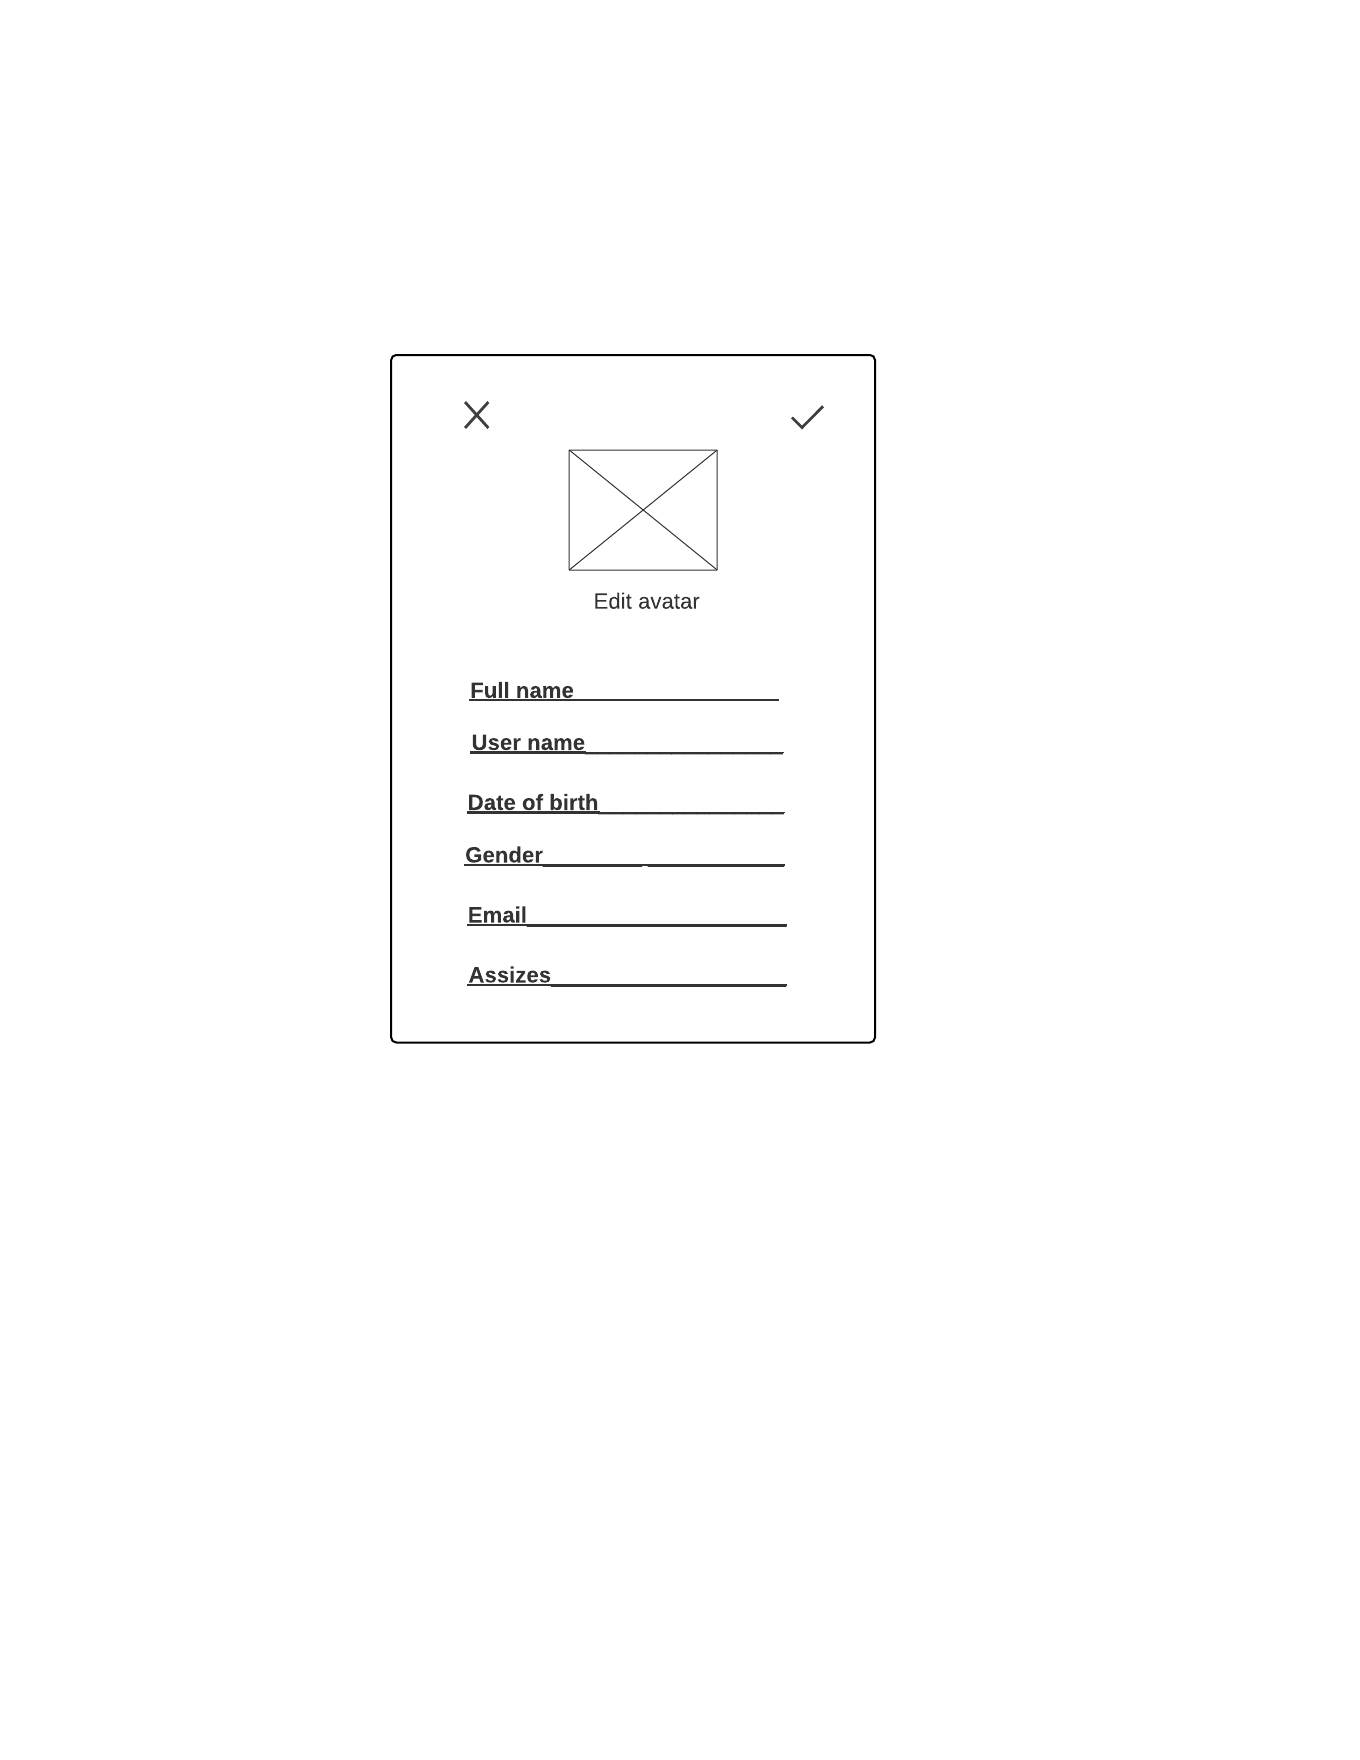 Edit avatar
Full name
User name
Date of birth
Gender
Email
Assizes